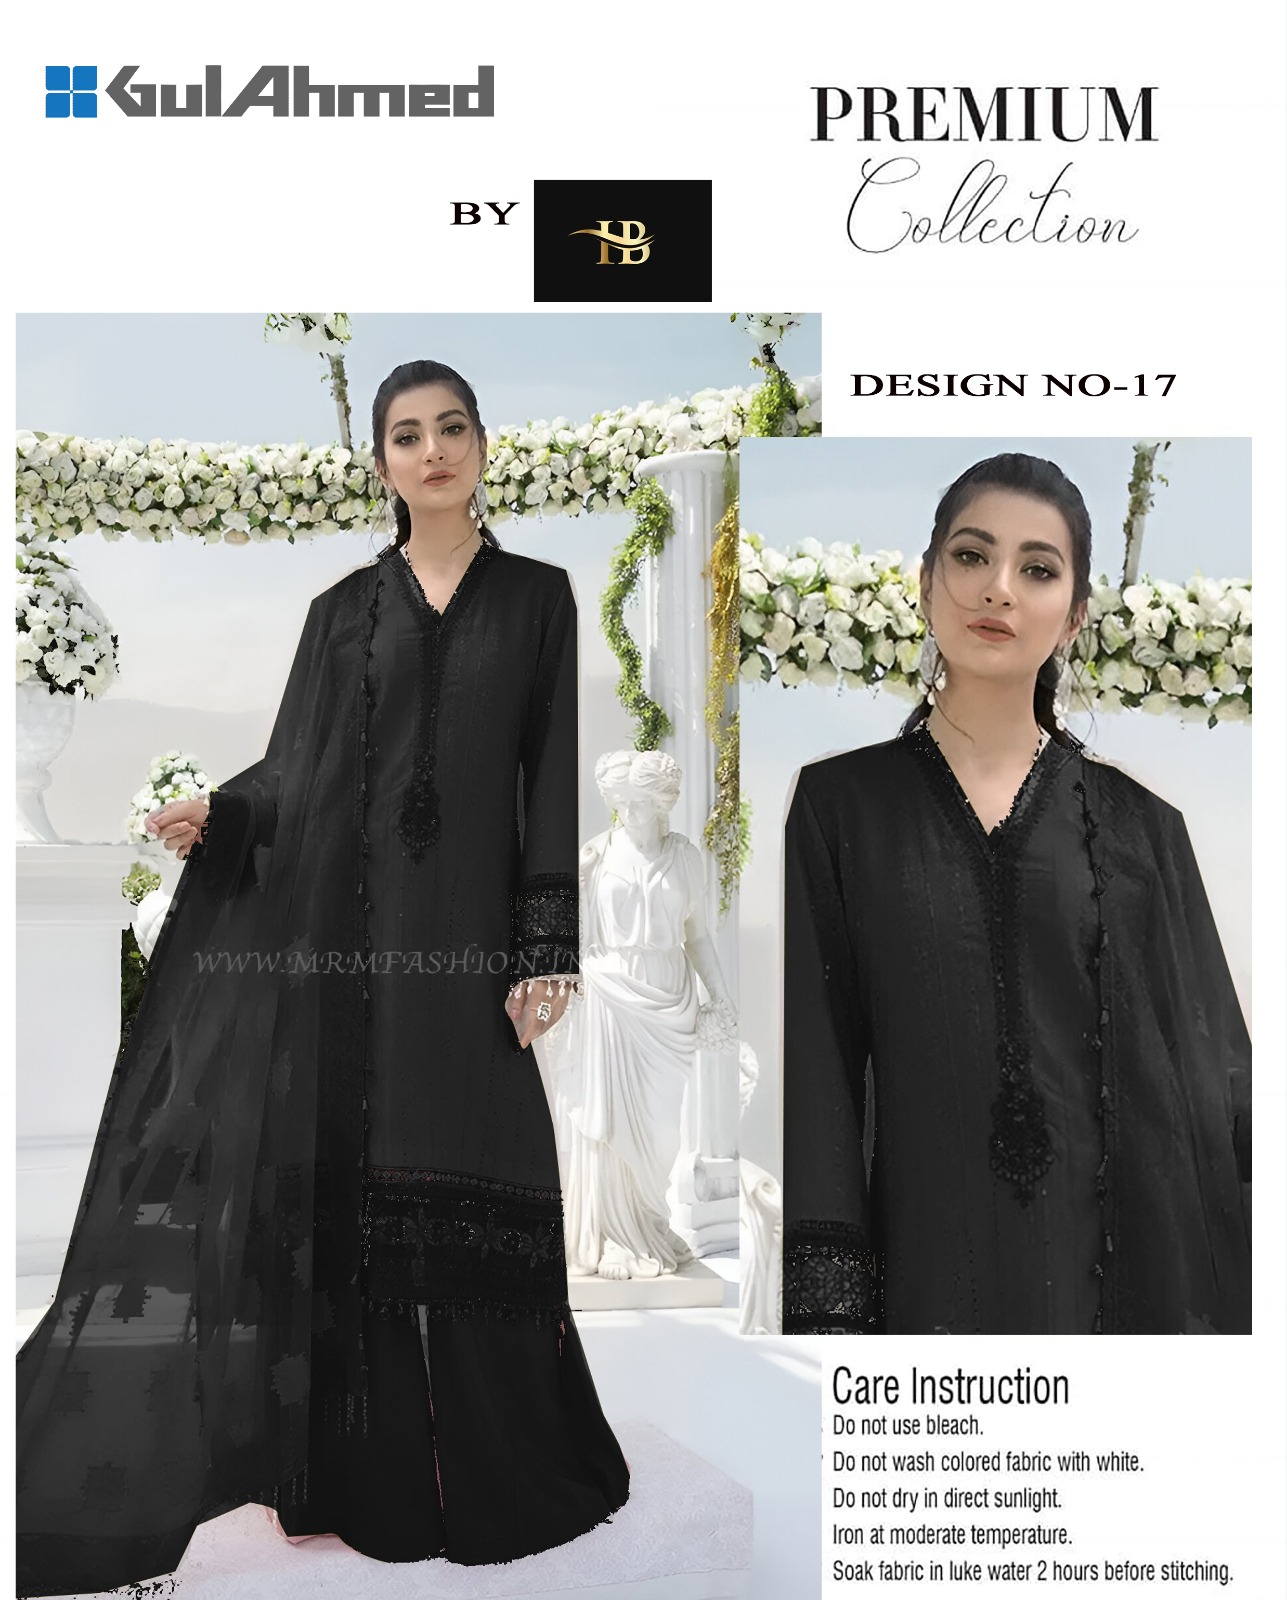 GulAhmed
PREMIUM
Collection
BY
HB
DESIGN NO-17
WWW.MRMFASHION.IN
Care Instruction
Do not use bleach.
Do not wash colored fabric with white.
Do not dry in direct sunlight.
Iron at moderate temperature.
Soak fabric in luke water 2 hours before stitching.